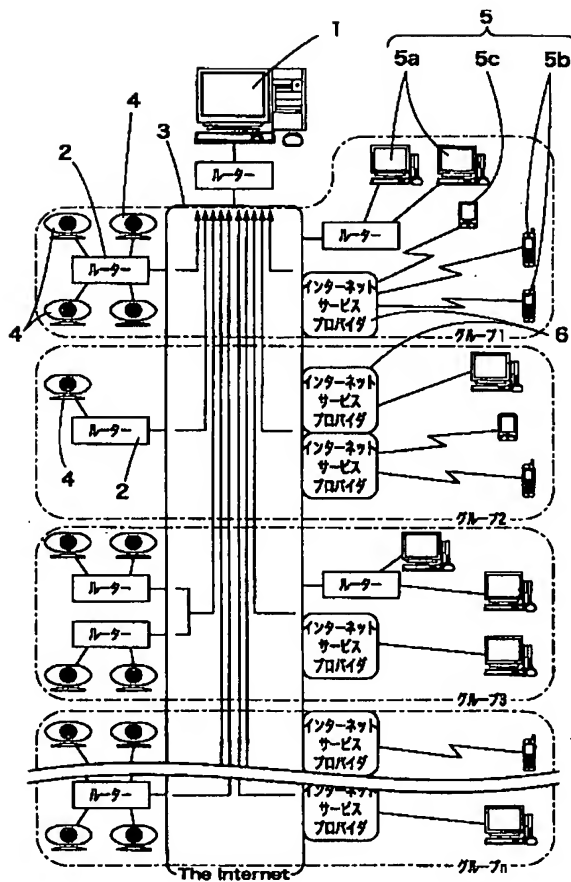 1
5
5a
5c
5b
4
3
2
ルーター
ルーター
ルーター
インターネット
サービス
プロバイダ
4
グループ1
6
インターネット
サービス
プロバイダ
4
ルーター
2
インターネット
サービス
プロバイダ
グループ2
ルーター
ルーター
ルーター
インターネット
サービス
プロバイダ
グループ3
インターネット
サービス
プロバイダ
ルーター
インターネット
サービス
プロバイダ
The Internet
グループn